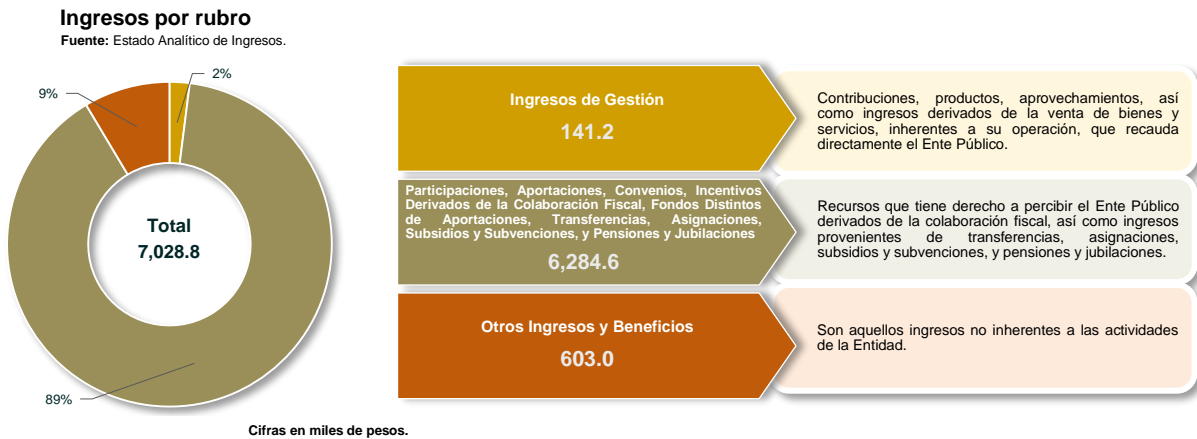 Ingresos por rubro
Fuente: Estado Analítico de Ingresos.
2%
9%
Total
7,028.8
89%
Ingresos de Gestión
141.2
Contribuciones, productos, aprovechamientos, así
como ingresos derivados de la venta de bienes y
servicios, inherentes a su operación, que recauda
directamente el Ente Público.
Participaciones, Aportaciones, Convenios, Incentivos
Derivados de la Colaboración Fiscal, Fondos Distintos
de Aportaciones, Transferencias, Asignaciones,
Subsidios y Subvenciones, y Pensiones y Jubilaciones
6,284.6
Recursos que tiene derecho a percibir el Ente Público
derivados de la colaboración fiscal, así como ingresos
provenientes de transferencias, asignaciones,
subsidios y subvenciones, y pensiones y jubilaciones.
Otros Ingresos y Beneficios
603.0
Son aquellos ingresos no inherentes a las actividades
de la Entidad.
Cifras en miles de pesos.